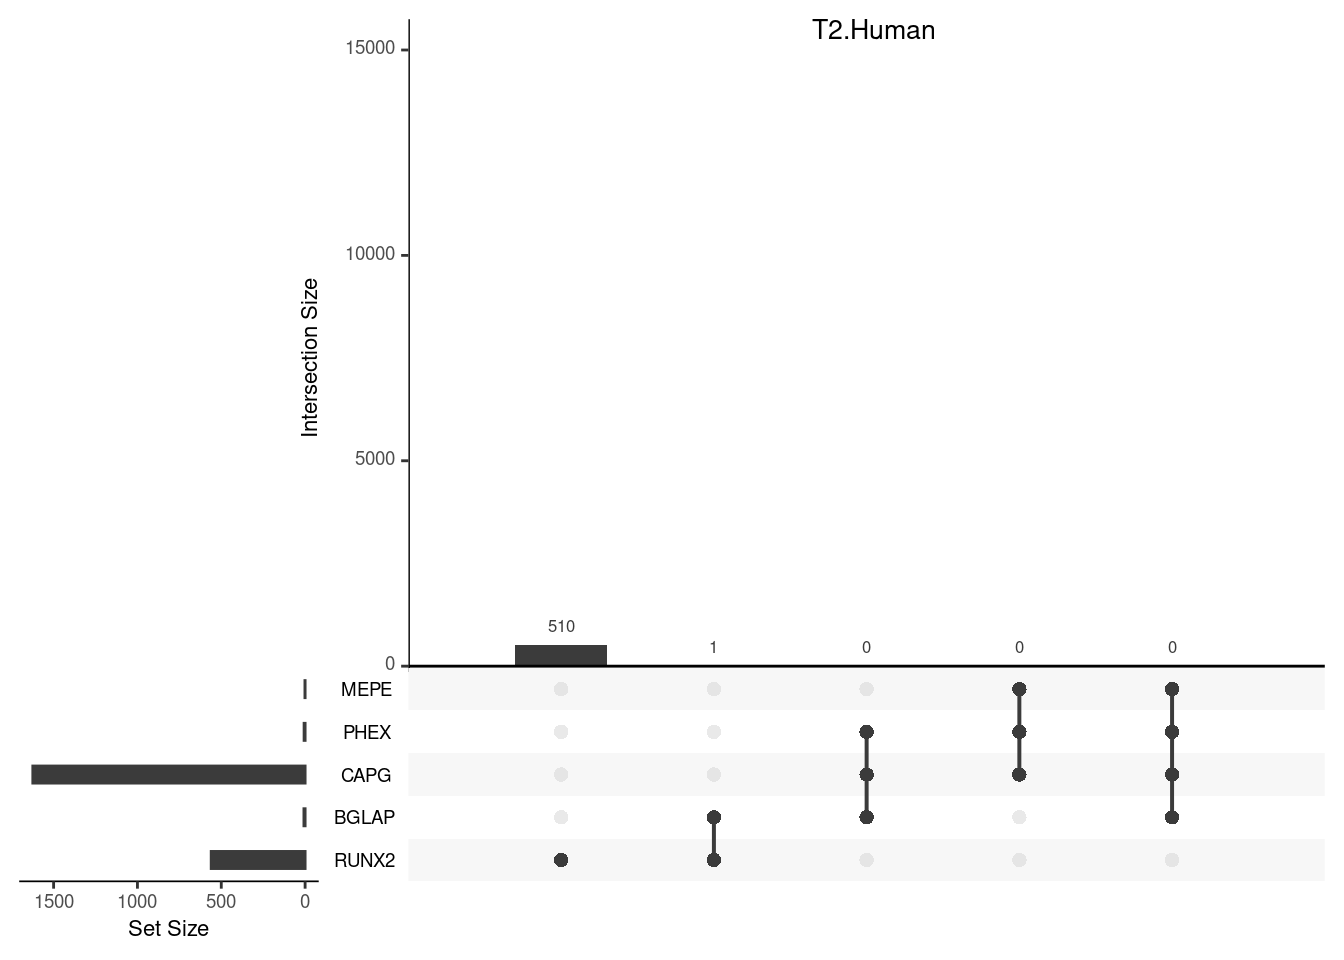 T2.Human
15000
10000
5000
0
Intersection Size
510 1 0 0 0
MEPE
PHEX
CAPG
BGLAP
RUNX2
1500 1000 500 0
Set Size